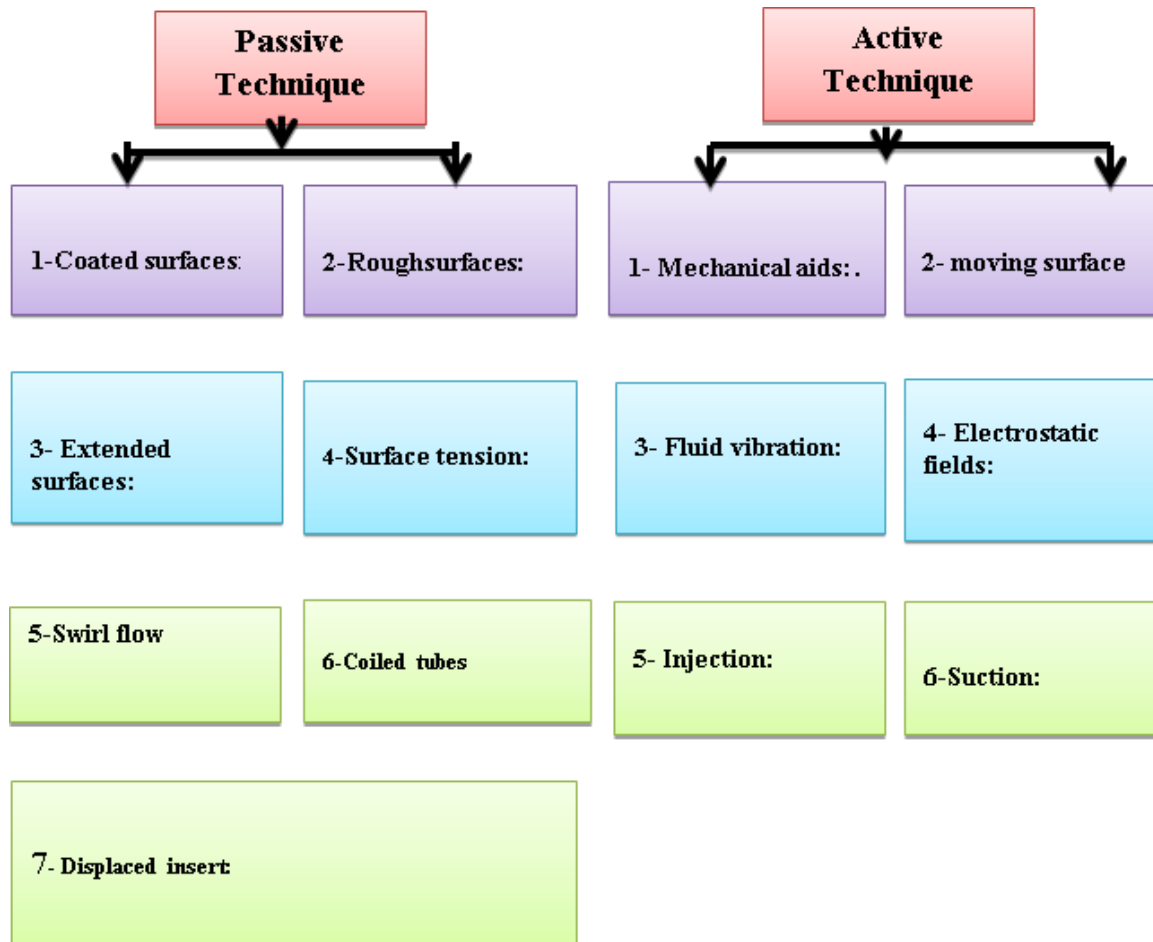 Passive
Technique
Active
Technique
1-Coated surfaces:
2-Roughsurfaces:
1- Mechanical aids: .
2- moving surface
3- Extended
surfaces:
4-Surface tension:
3- Fluid vibration:
4- Electrostatic
fields:
5-Swirl flow
6-Coiled tubes
5- Injection:
6-Suction:
7- Displaced insert: